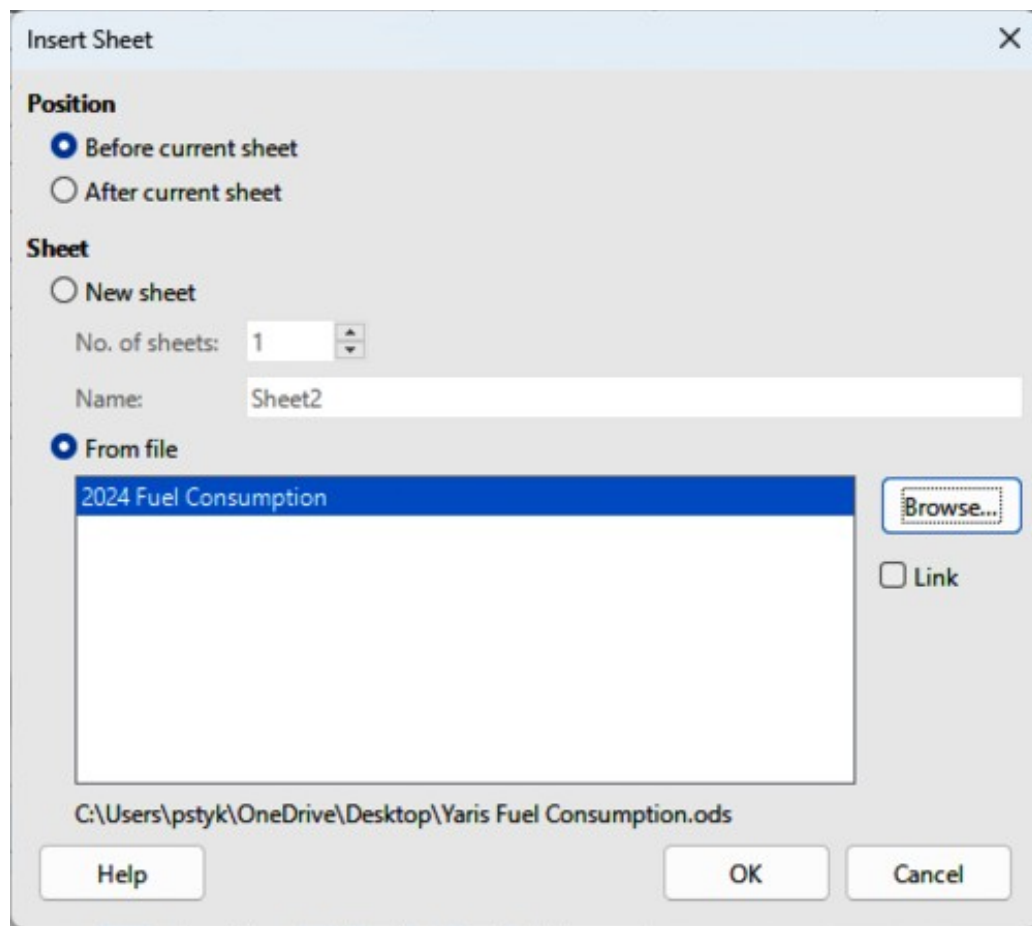 Insert Sheet
Position
Before current sheet
After current sheet
Sheet
New sheet
No. of sheets: 1
Name: Sheet2
From file
2024 Fuel Consumption
Browse...
Link
C:\Users\pstyk\OneDrive\Desktop\Yaris Fuel Consumption.ods
Help OK Cancel